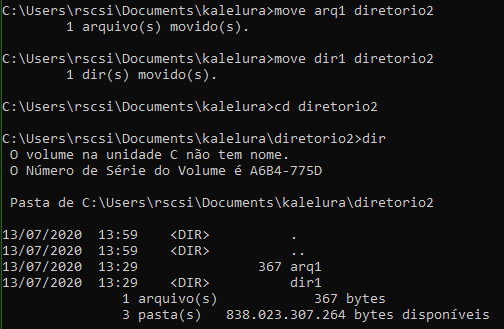 C:\Users\rscsi\Documents\kalelura>move arq1 diretorio2
        1 arquivo(s) movido(s).

C:\Users\rscsi\Documents\kalelura>move dir1 diretorio2
        1 dir(s) movido(s).

C:\Users\rscsi\Documents\kalelura>cd diretorio2

C:\Users\rscsi\Documents\kalelura\diretorio2>dir
 O volume na unidade C não tem nome.
 O Número de Série do Volume é A6B4-775D

 Pasta de C:\Users\rscsi\Documents\kalelura\diretorio2

13/07/2020  13:59    <DIR>          .
13/07/2020  13:59    <DIR>          ..
13/07/2020  13:29               367 arq1
13/07/2020  13:29    <DIR>          dir1
               1 arquivo(s)            367 bytes
               3 pasta(s)   838.023.307.264 bytes disponíveis